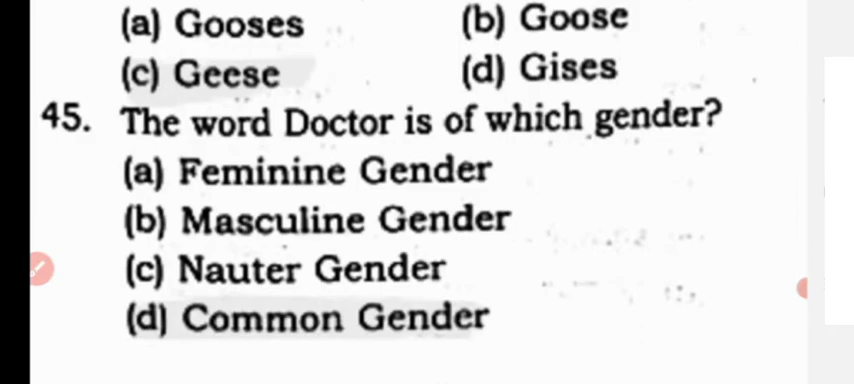 (a) Gooses (b) Goose
(c) Geese (d) Gises
45. The word Doctor is of which gender?
(a) Feminine Gender
(b) Masculine Gender
(c) Nauter Gender
(d) Common Gender